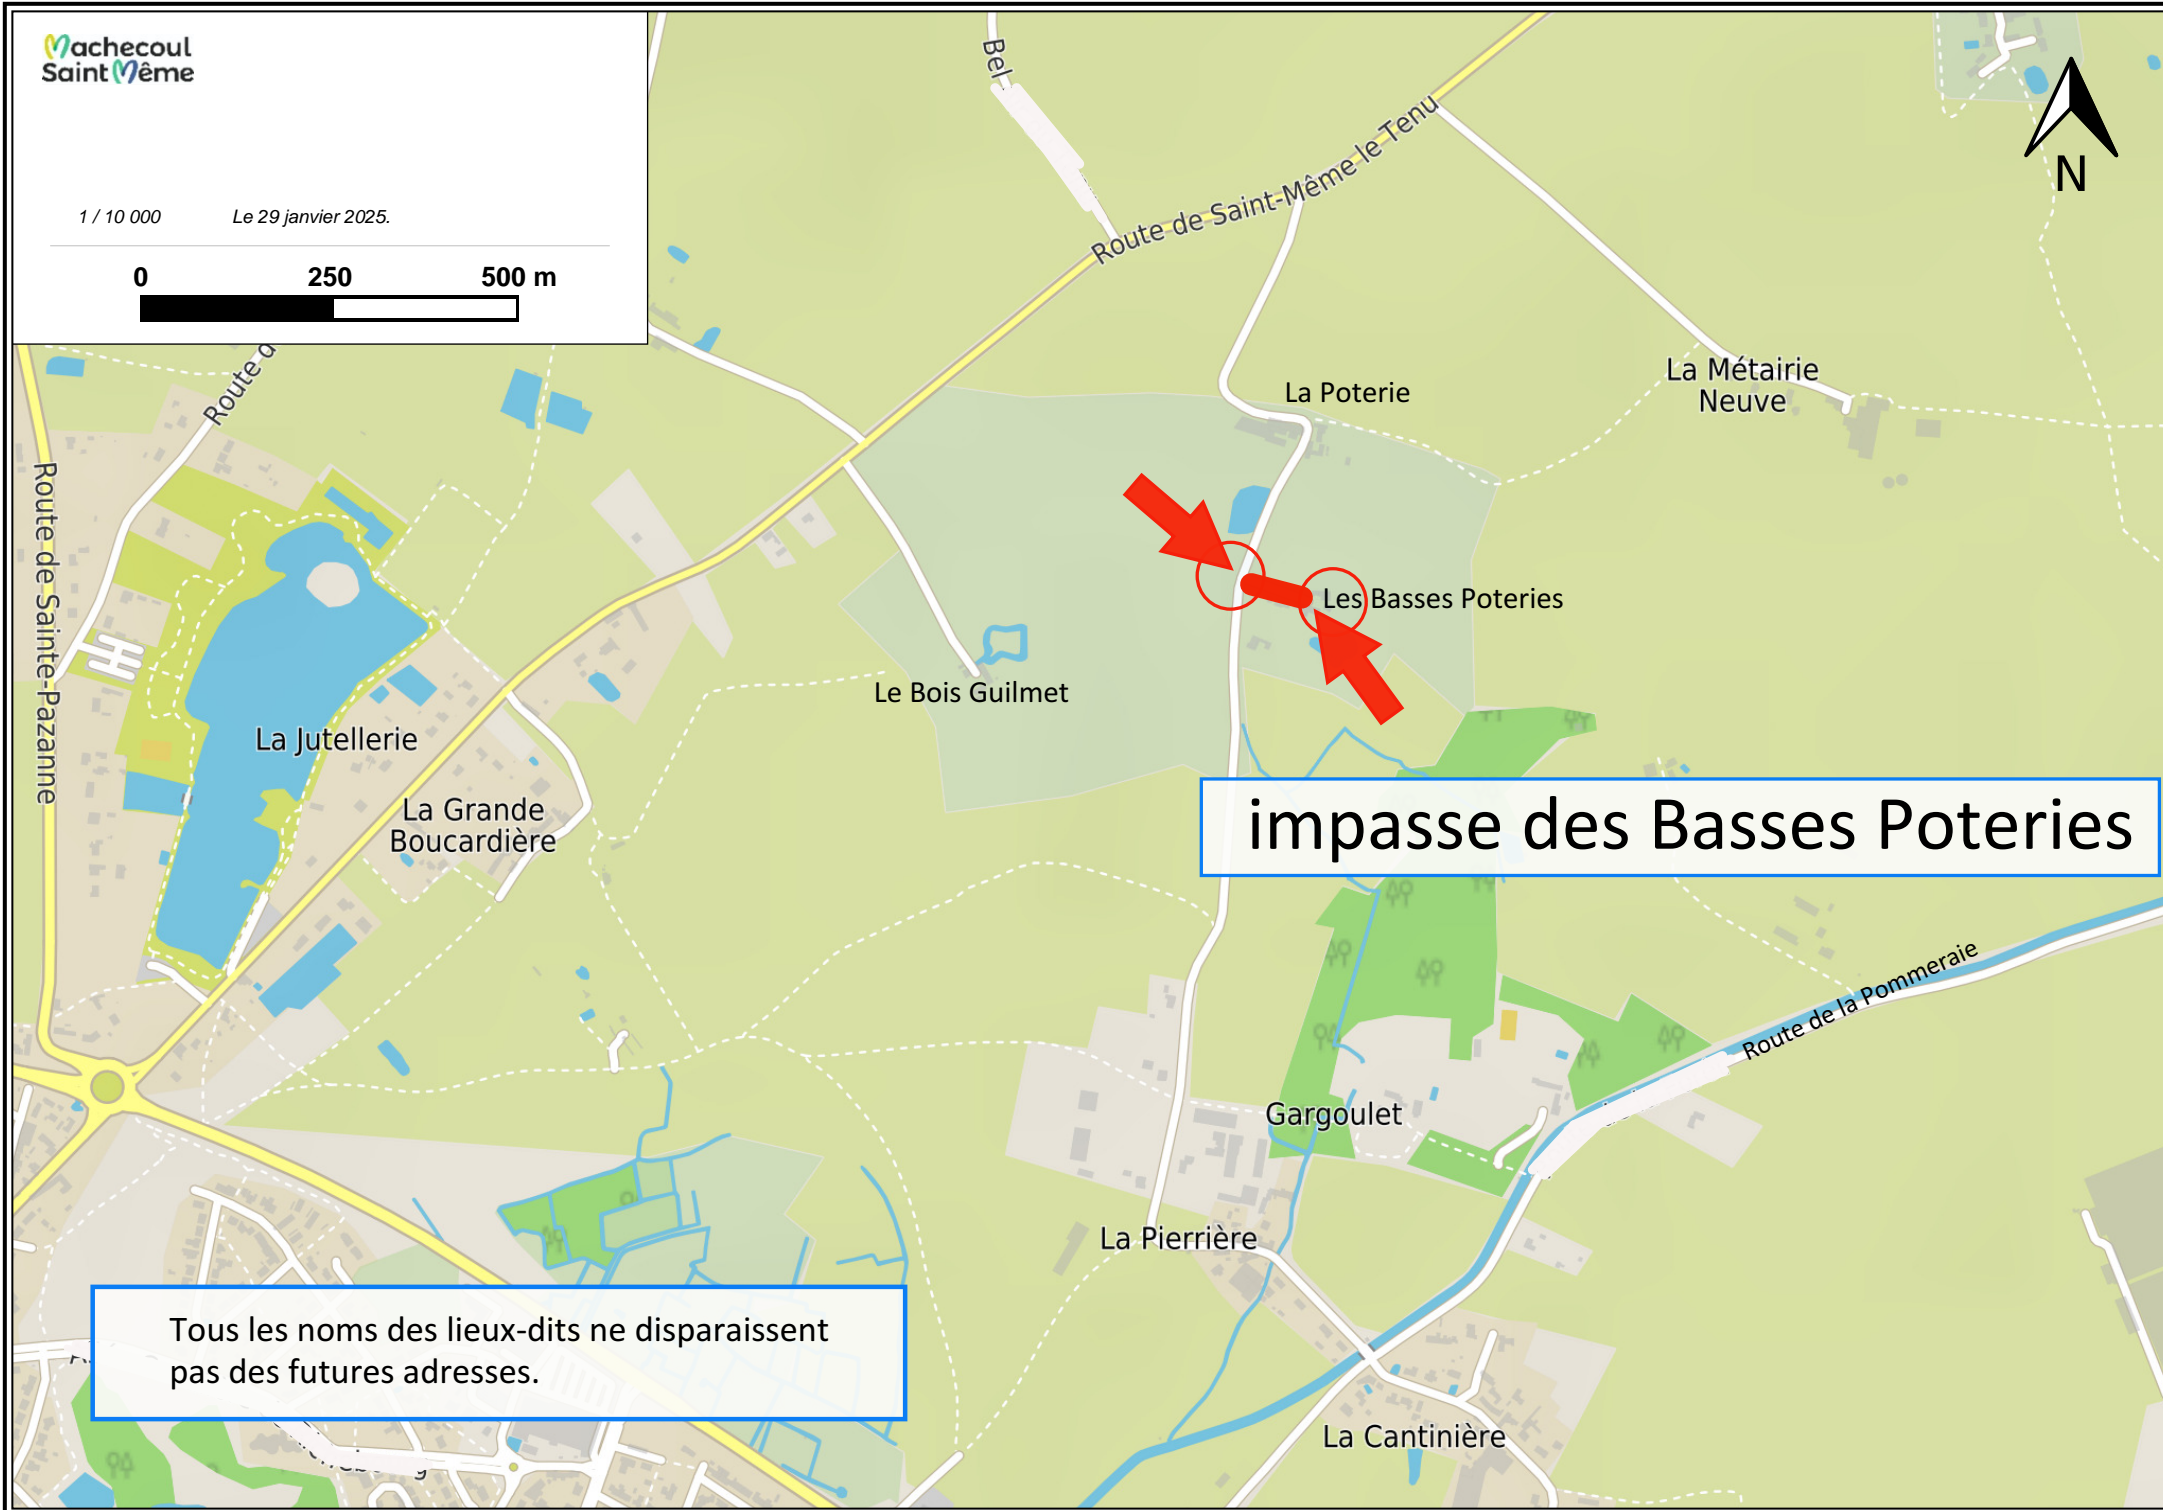 Machecoul
Saint Même
1 / 10 000
Le 29 janvier 2025.
0 250 500 m
Bel
Route de Saint-Même le Tenu
N
Route d
La Métairie
Neuve
La Poterie
Route de Sainte-Pazanne
Les Basses Poteries
Le Bois Guilmet
La Jutellerie
La Grande
Boucardière
impasse des Basses Poteries
Route de la Pommeraie
Gargoulet
La Pierrière
Tous les noms des lieux-dits ne disparaissent
pas des futures adresses.
La Cantinière